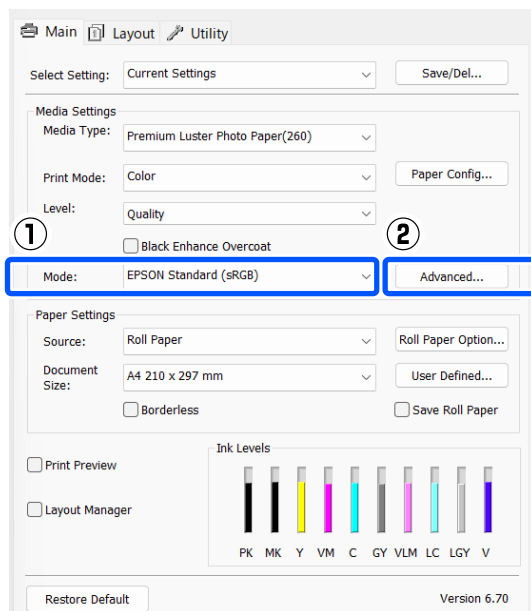 Main Layout Utility
Select Setting: Current Settings Save/Del...
Media Settings
Media Type: Premium Luster Photo Paper(260)
Print Mode: Color Paper Config...
Level: Quality
① ②
Black Enhance Overcoat
Mode: EPSON Standard (sRGB) Advanced...
Paper Settings
Source: Roll Paper Roll Paper Option...
Document
Size: A4 210 x 297 mm User Defined...
Borderless Save Roll Paper
Ink Levels
Print Preview
Layout Manager
PK MK Y VM C GY VLM LC LGY V
Restore Default Version 6.70